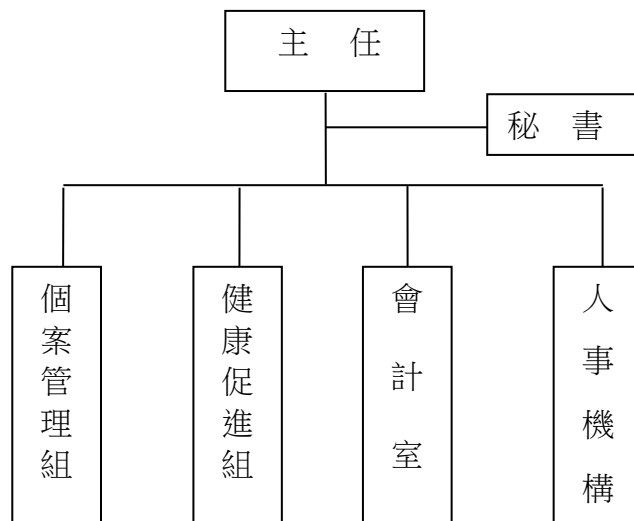 主　任
秘　書
個案管理組
健康促進組
會計室
人事機構